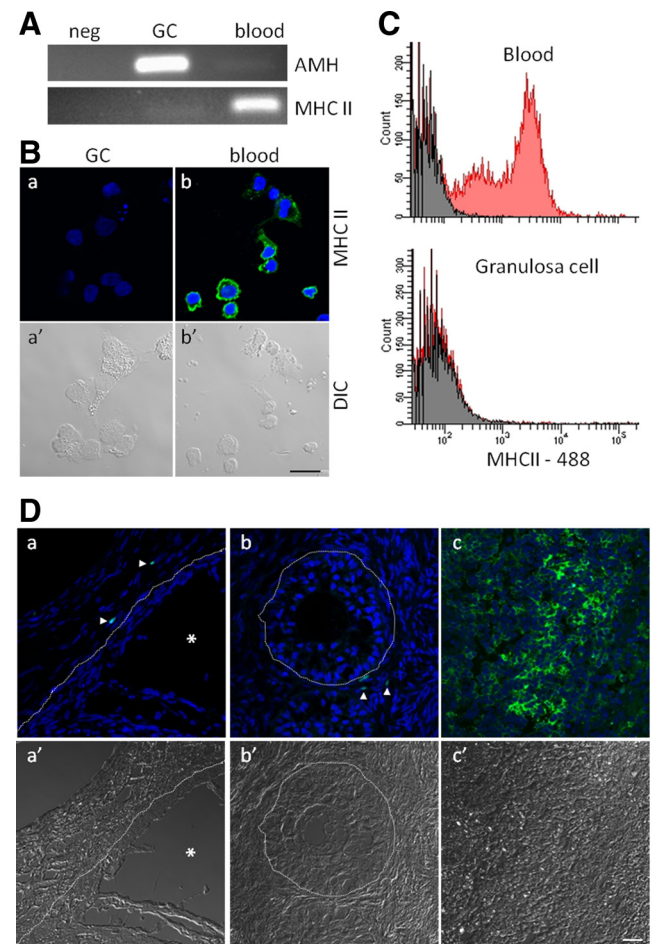 A
neg GC blood
AMH
MHC II
B
GC blood
a b
MHC II
a′ b′
DIC
C
Blood
Count
0 50 100 150 200
Granulosa cell
Count
0 50 100 150 200 250 300
10² 10³ 10⁴ 10⁵
MHCII - 488
D
a b c
*
a′ b′ c′
*